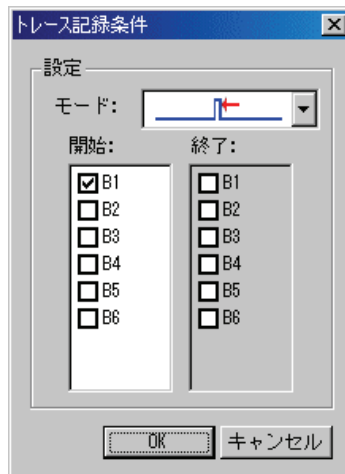 トレース記録条件
設定
モード:
開始: 終了:
B1 B1
B2 B2
B3 B3
B4 B4
B5 B5
B6 B6
OK キャンセル